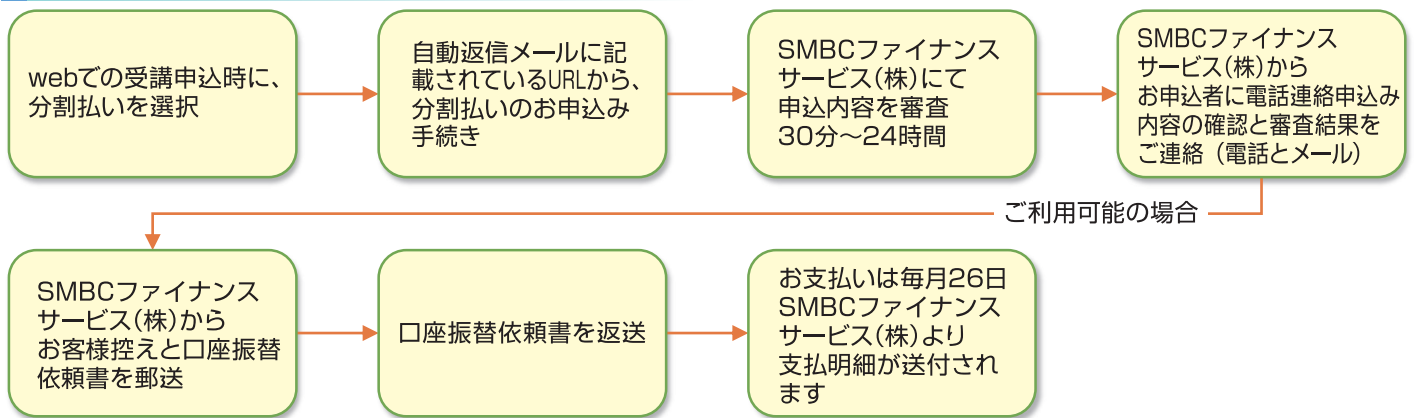 webでの受講申込時に、
分割払いを選択
自動返信メールに記
載されているURLから、
分割払いのお申込み
手続き
SMBCファイナンス
サービス(株)にて
申込内容を審査
30分～24時間
SMBCファイナンス
サービス(株)から
お申込者に電話連絡申込み
内容の確認と審査結果を
ご連絡（電話とメール）
ご利用可能の場合
SMBCファイナンス
サービス(株)から
お客様控えと口座振替
依頼書を郵送
口座振替依頼書を返送
お支払いは毎月26日
SMBCファイナンス
サービス(株)より
支払明細が送付され
ます